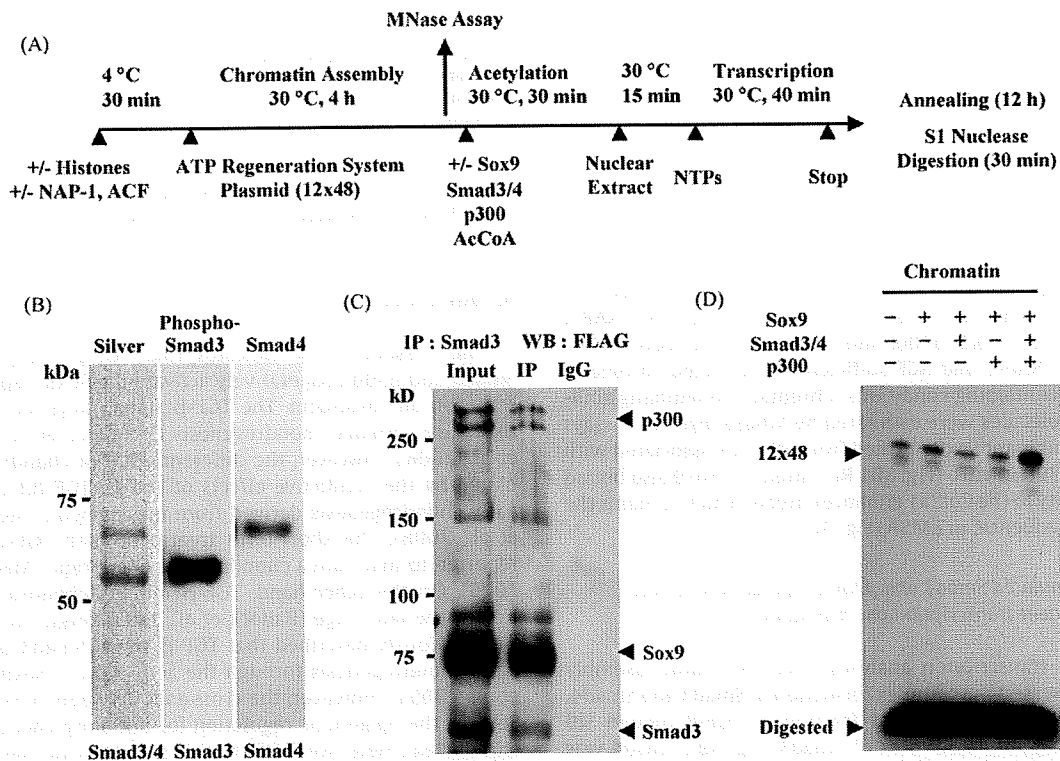 (A)
MNase Assay
4 °C
30 min
Chromatin Assembly
30 °C, 4 h
Acetylation
30 °C, 30 min
30 °C
15 min
Transcription
30 °C, 40 min
Annealing (12 h)
S1 Nuclease
Digestion (30 min)
+/- Histones
+/- NAP-1, ACF
ATP Regeneration System
Plasmid (12x48)
+/- Sox9
Smad3/4
p300
AcCoA
Nuclear
Extract
NTPs
Stop
(B)
Silver
Phospho-
Smad3
Smad4
kDa
75
50
Smad3/4 Smad3 Smad4
(C)
IP : Smad3 WB : FLAG
Input IP IgG
kD
250
150
100
75
p300
Sox9
Smad3
(D)
Chromatin
Sox9 - + + + +
Smad3/4 - - + - +
p300 - - - + +
12x48
Digested